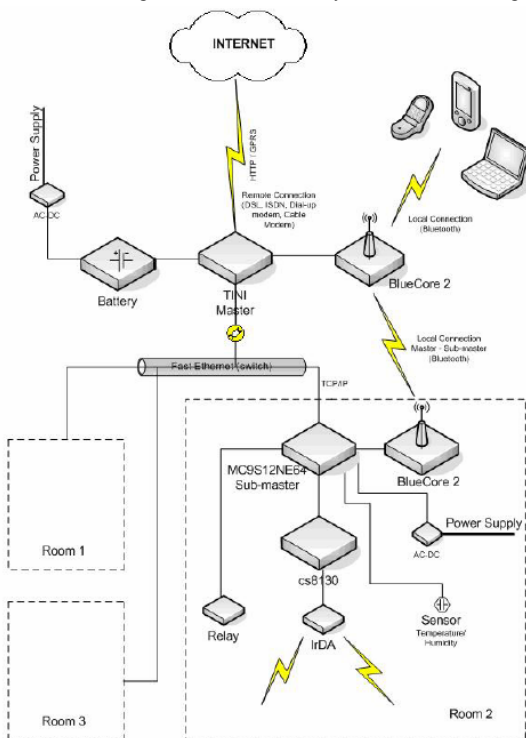 INTERNET
Power Supply
HTTP / GPRS
Remote Connection
(DSL, ISDN, Dial-up
modem, Cable
Modem)
Local Connection
(Bluetooth)
AC-DC
Battery
TINI
Master
BlueCore 2
Local Connection
Master - Sub-master
(Bluetooth)
Fast Ethernet (switch)
TCP/IP
MC9S12NE64
Sub-master
BlueCore 2
Room 1
Power Supply
AC-DC
cs8130
Relay
IrDA
Sensor
Temperature/
Humidity
Room 3
Room 2